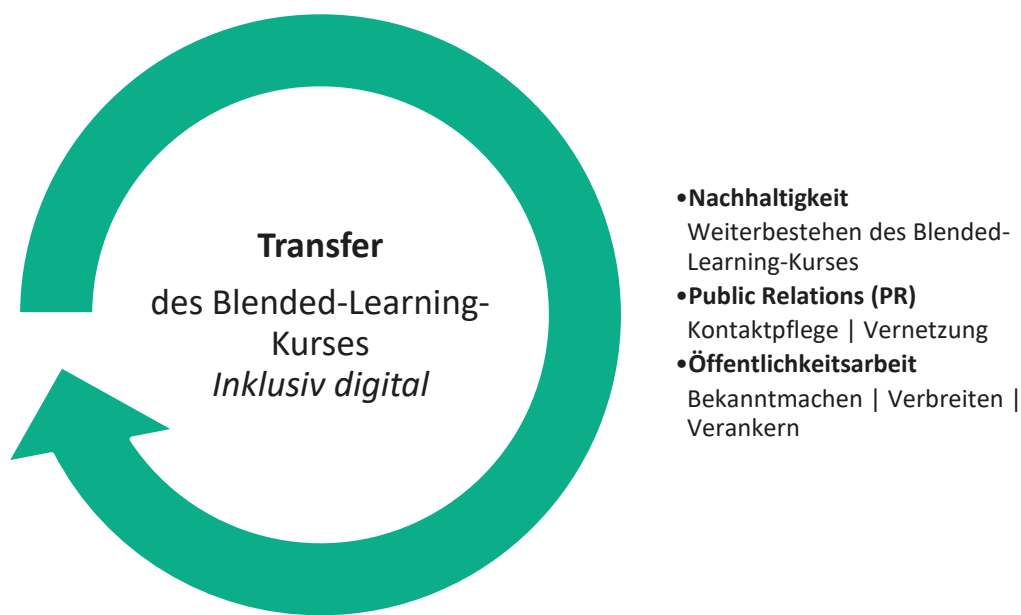 Transfer
des Blended-Learning-
Kurses
Inklusiv digital
•Nachhaltigkeit
Weiterbestehen des Blended-
Learning-Kurses
•Public Relations (PR)
Kontaktpflege | Vernetzung
•Öffentlichkeitsarbeit
Bekanntmachen | Verbreiten |
Verankern